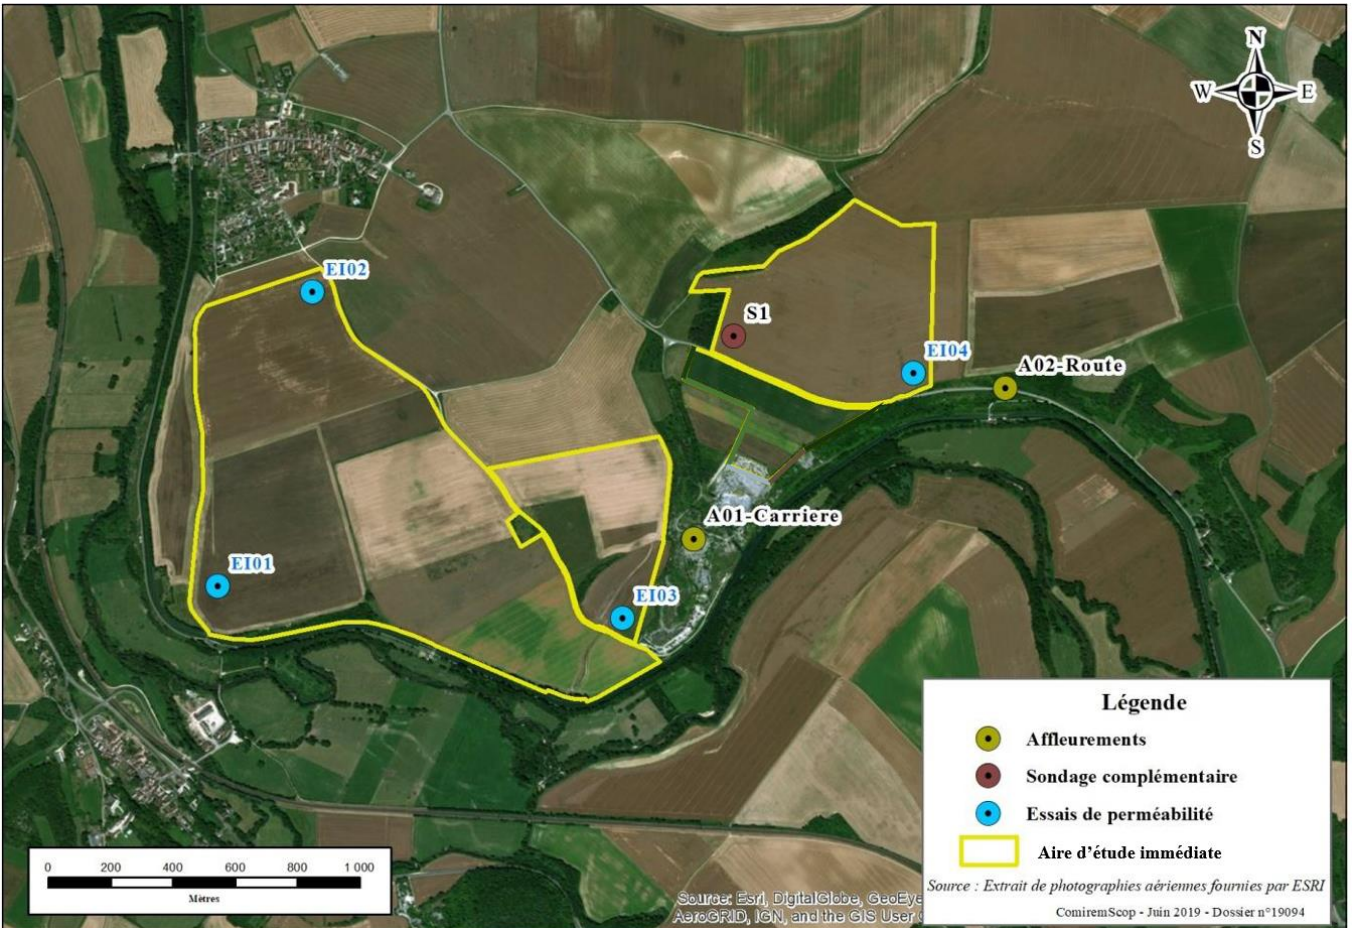 N
W E
S
EI02
S1
EI04
A02-Route
A01-Carriere
EI01
EI03
Légende
Affleurements
Sondage complémentaire
Essais de perméabilité
Aire d'étude immédiate
Source : Extrait de photographies aériennes fournies par ESRI
ComiremScop - Juin 2019 - Dossier n°19094
0 200 400 600 800 1 000
Mètres
Source: Esri, DigitalGlobe, GeoEye
AeroGRID, IGN, and the GIS User